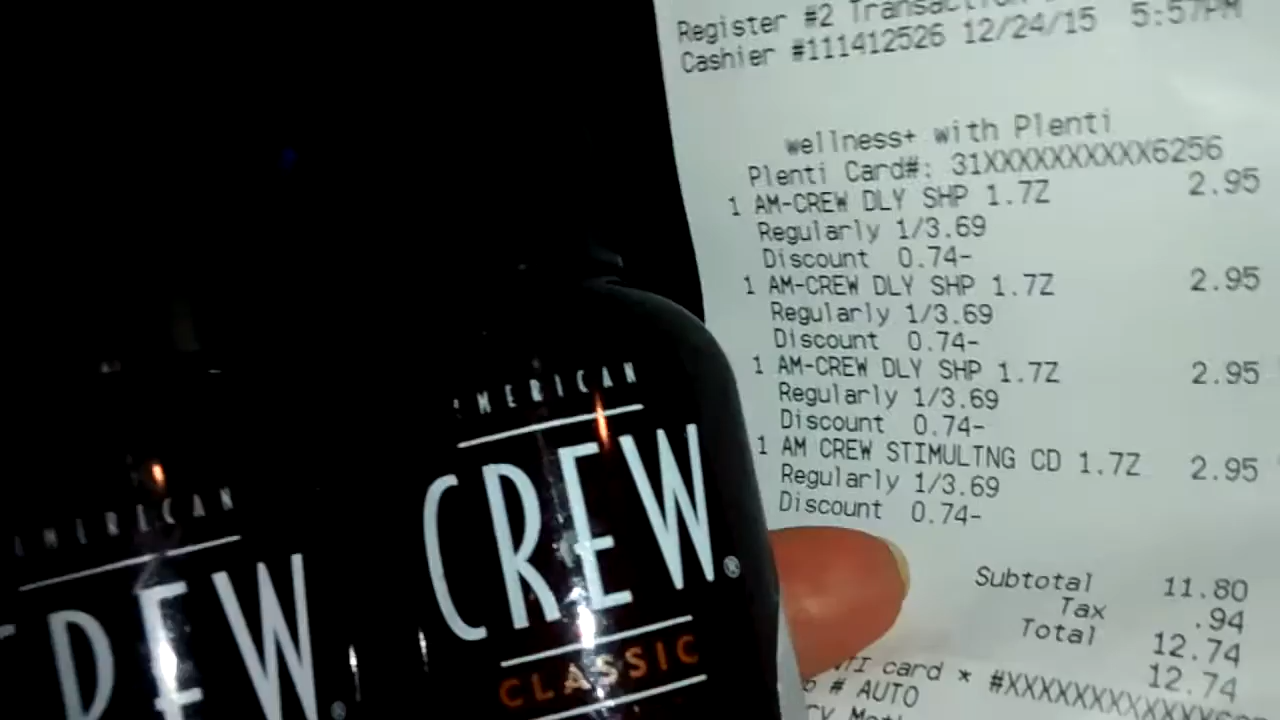 Register #2 Transaction
Cashier #111412526 12/24/15 5:57PM
wellness+ with Plenti
Plenti Card#: 31XXXXXXXXXX6256
1 AM-CREW DLY SHP 1.7Z 2.95
Regularly 1/3.69
Discount 0.74-
1 AM-CREW DLY SHP 1.7Z 2.95
Regularly 1/3.69
Discount 0.74-
1 AM-CREW DLY SHP 1.7Z 2.95
Regularly 1/3.69
Discount 0.74-
1 AM CREW STIMULTNG CD 1.7Z 2.95
Regularly 1/3.69
Discount 0.74-
Subtotal 11.80
Tax .94
Total 12.74
card * #XXXXXXXXXXXX 12.74
# AUTO
AMERICAN
CREW®
CLASSIC
AMERICAN
CREW®